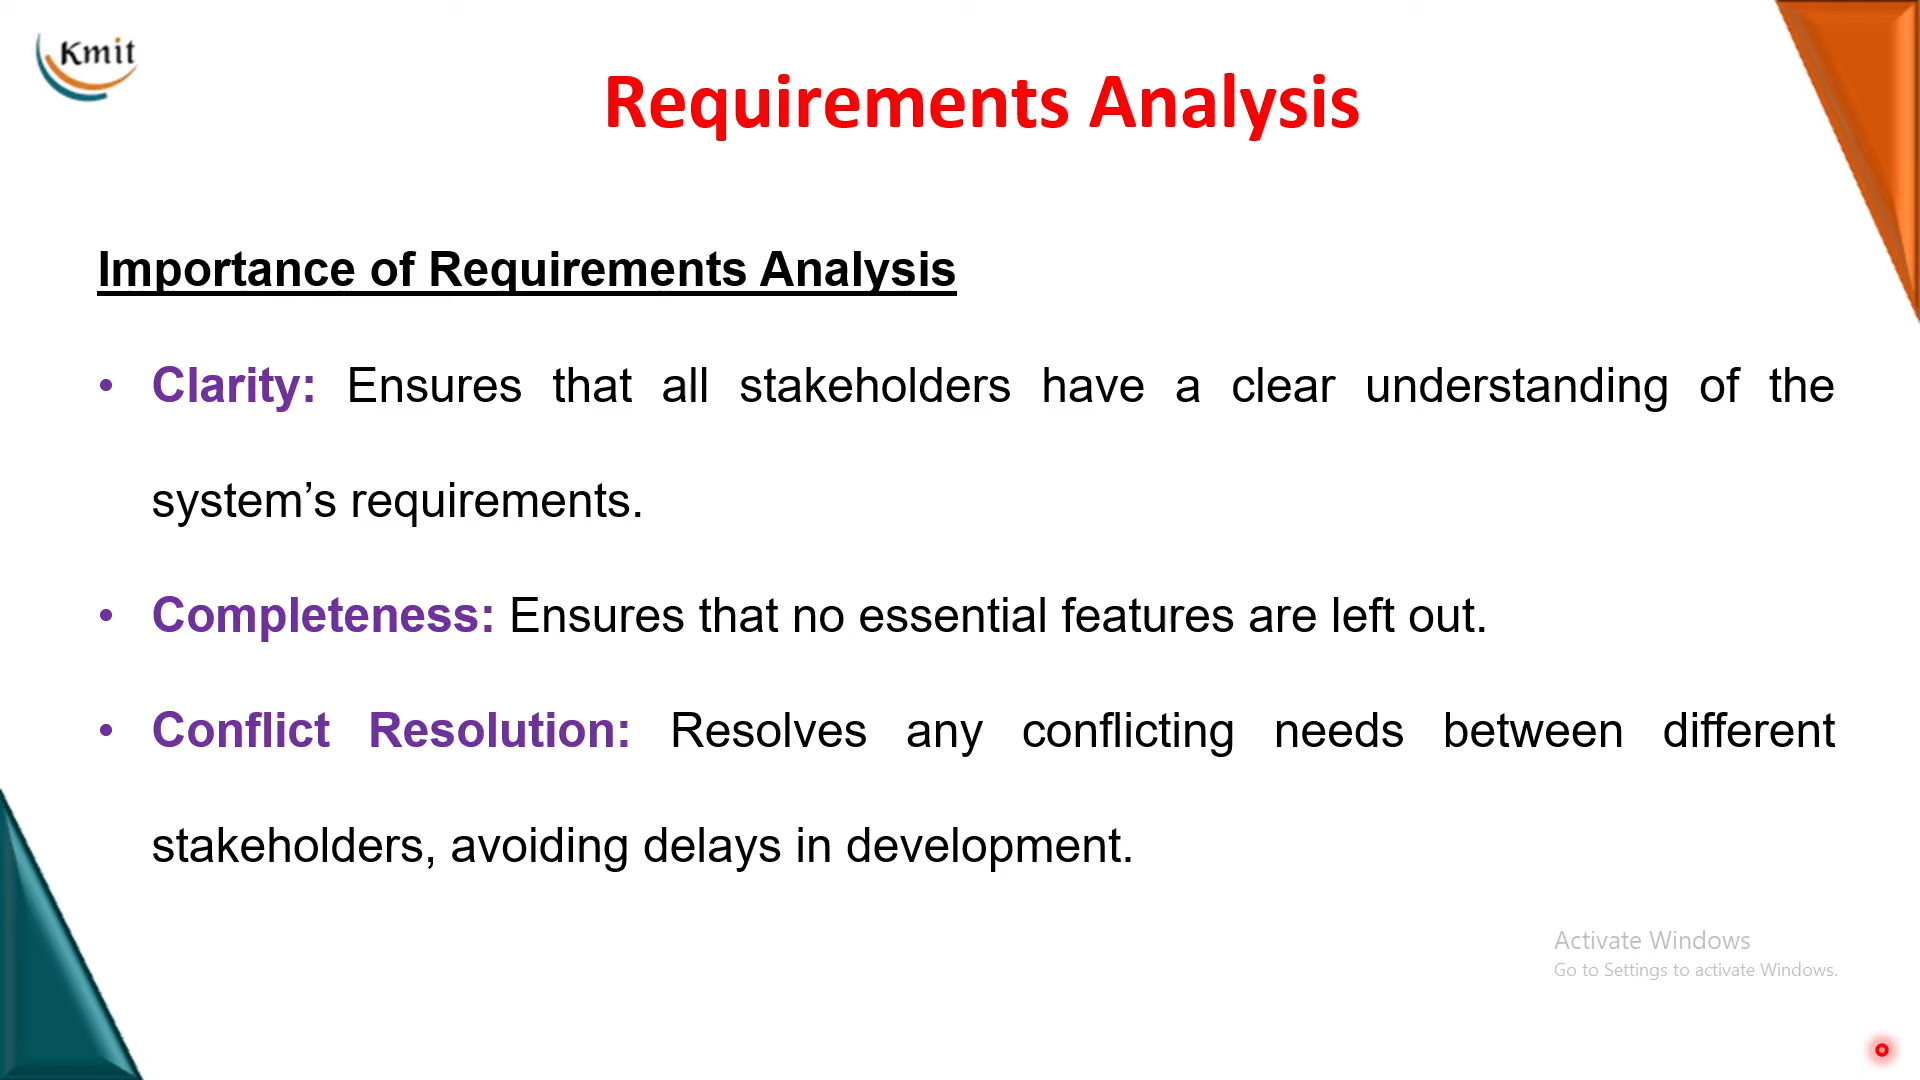 Kmit
Requirements Analysis
Importance of Requirements Analysis
• Clarity: Ensures that all stakeholders have a clear understanding of the
system’s requirements.
• Completeness: Ensures that no essential features are left out.
• Conflict Resolution: Resolves any conflicting needs between different
stakeholders, avoiding delays in development.
Activate Windows
Go to Settings to activate Windows.